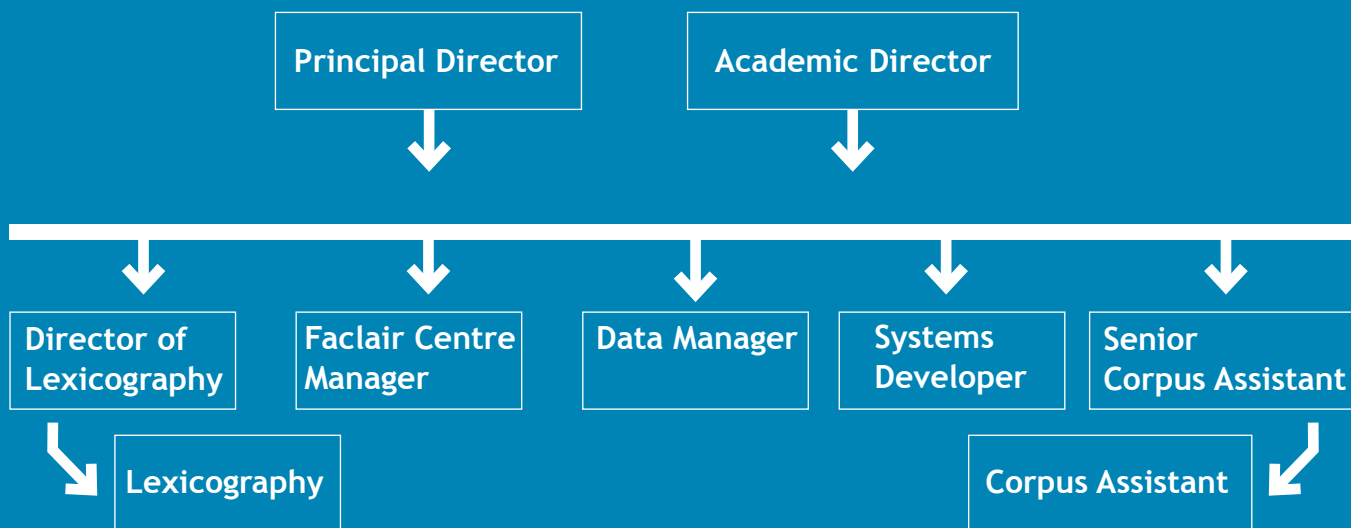 Principal Director
Academic Director
Director of
Lexicography
Faclair Centre
Manager
Data Manager
Systems
Developer
Senior
Corpus Assistant
Lexicography
Corpus Assistant